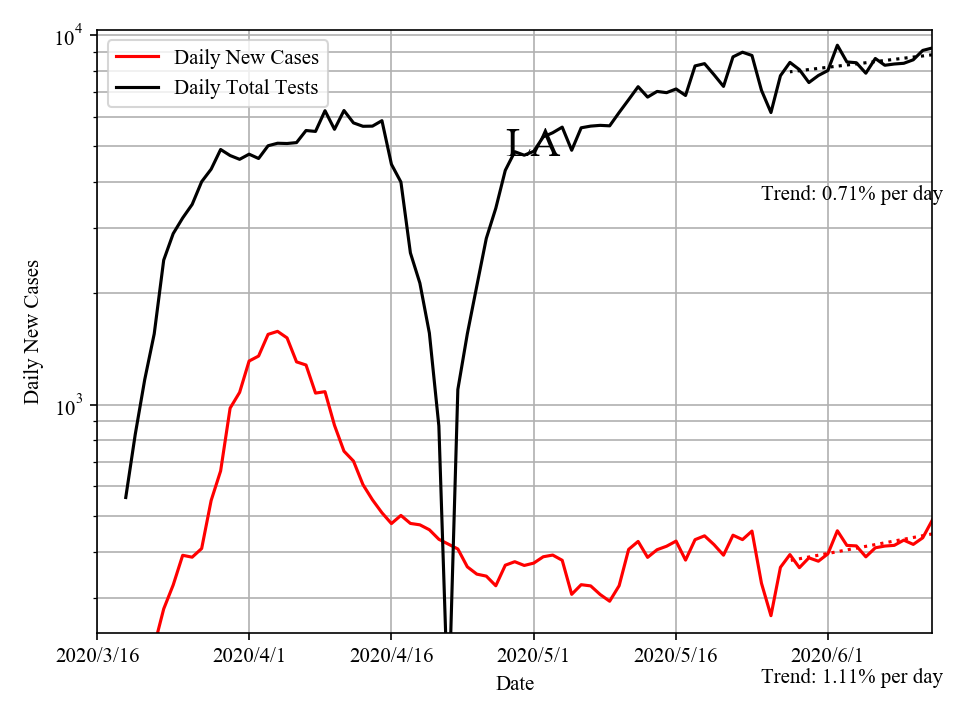 10^4
Daily New Cases
Daily Total Tests
LA
Trend: 0.71% per day
Daily New Cases
10^3
2020/3/16
2020/4/1
2020/4/16
2020/5/1
2020/5/16
2020/6/1
Trend: 1.11% per day
Date